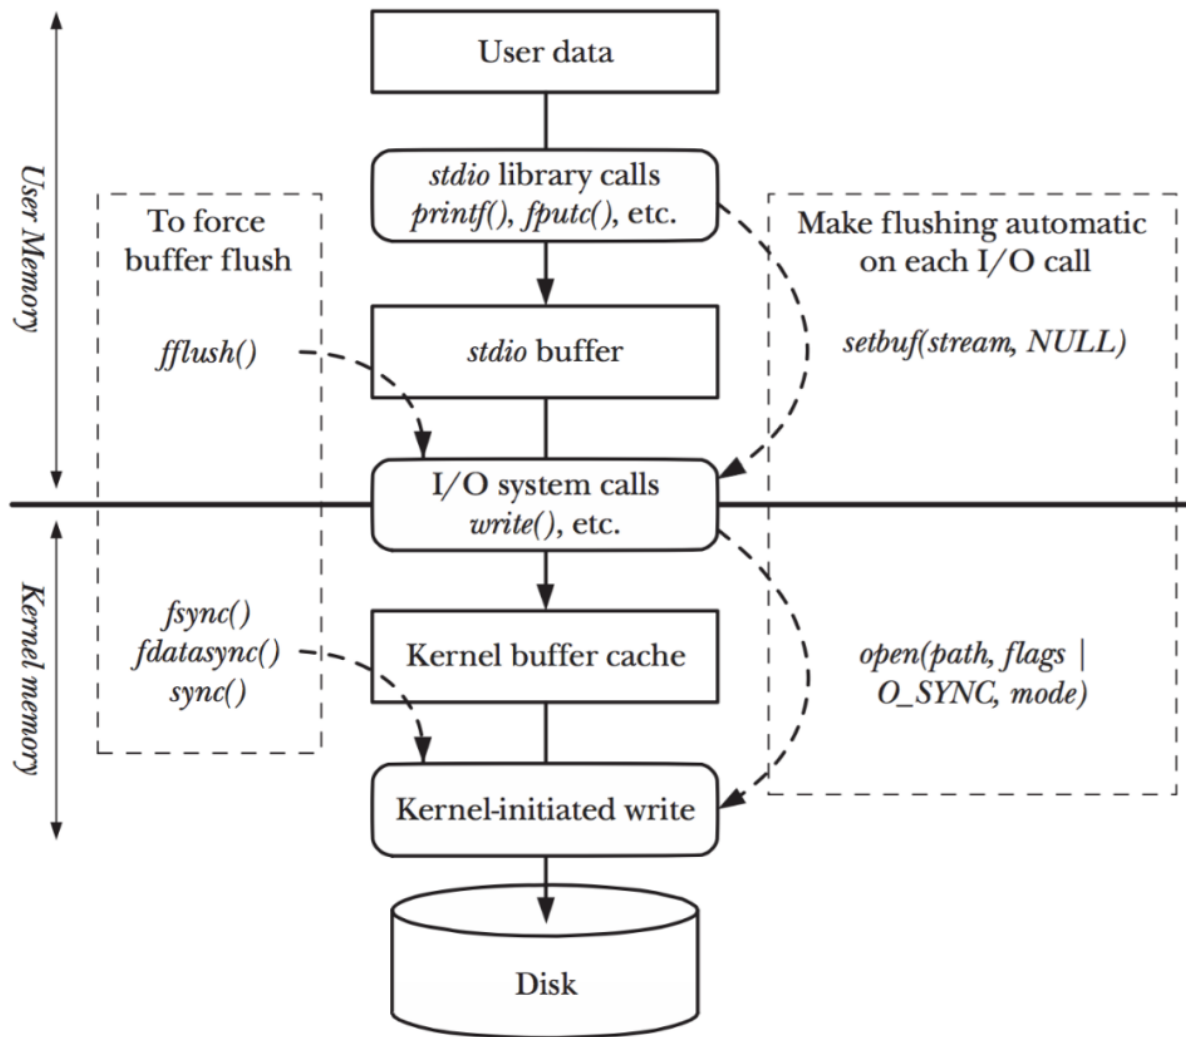 User data
stdio library calls
printf(), fputc(), etc.
User Memory
To force
buffer flush
fflush()
Make flushing automatic
on each I/O call
setbuf(stream, NULL)
stdio buffer
I/O system calls
write(), etc.
Kernel memory
fsync()
fdatasync()
sync()
Kernel buffer cache
open(path, flags |
O_SYNC, mode)
Kernel-initiated write
Disk